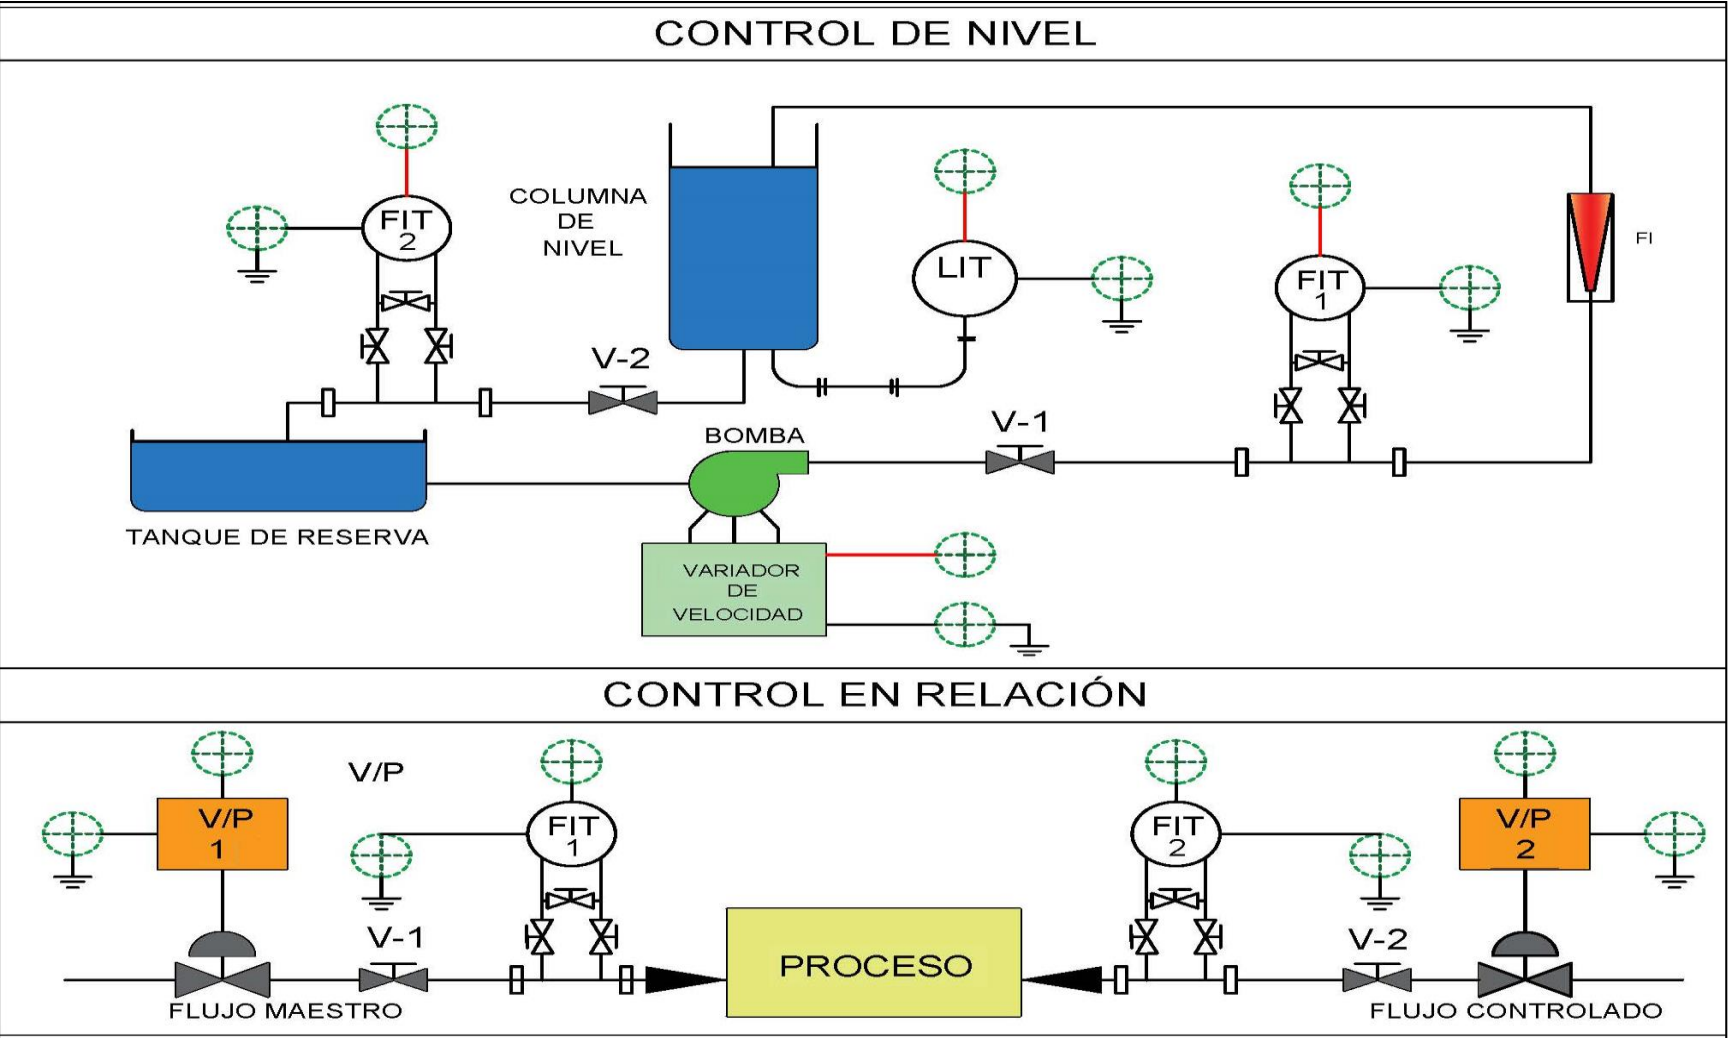 CONTROL DE NIVEL
FIT
2
COLUMNA
DE
NIVEL
LIT
FIT
1
FI
V-2
V-1
BOMBA
TANQUE DE RESERVA
VARIADOR
DE
VELOCIDAD
CONTROL EN RELACIÓN
V/P
1
V/P
FIT
1
FIT
2
V/P
2
V-1
PROCESO
V-2
FLUJO MAESTRO
FLUJO CONTROLADO